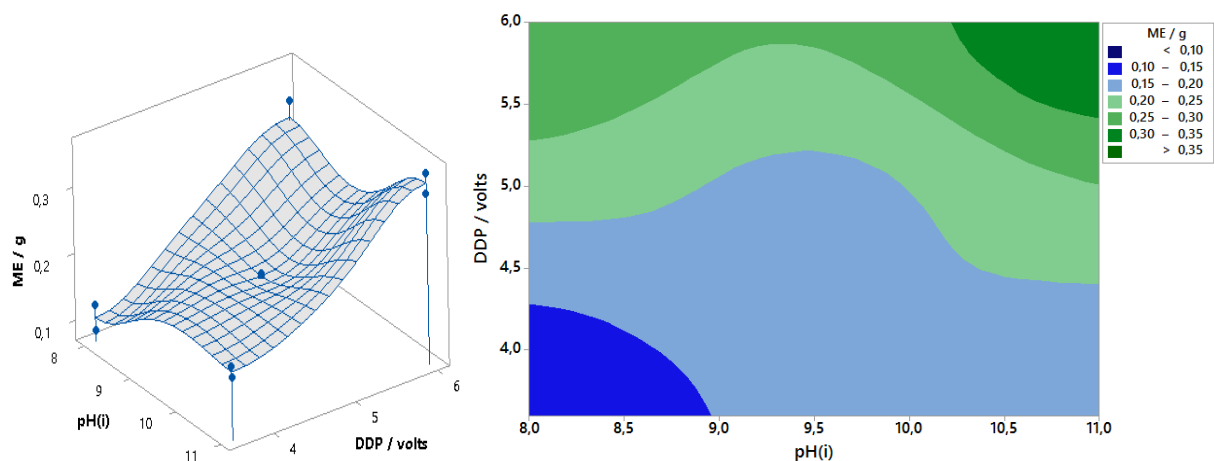 ME / g
0,3
0,2
0,1
8
9
10
11
pH(i)
4
5
6
DDP / volts
6,0
5,5
5,0
4,5
4,0
DDP / volts
8,0 8,5 9,0 9,5 10,0 10,5 11,0
pH(i)
ME / g
< 0,10
0,10 – 0,15
0,15 – 0,20
0,20 – 0,25
0,25 – 0,30
0,30 – 0,35
> 0,35